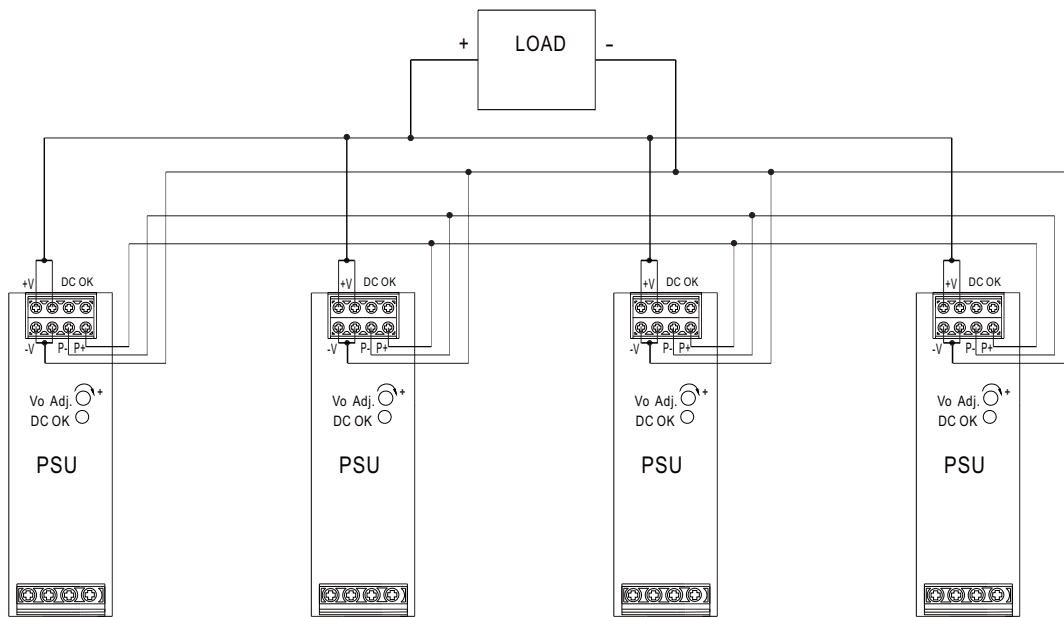 + LOAD -
+V DC OK
-V P- P+
Vo Adj. +
DC OK
PSU
+V DC OK
-V P- P+
Vo Adj. +
DC OK
PSU
+V DC OK
-V P- P+
Vo Adj. +
DC OK
PSU
+V DC OK
-V P- P+
Vo Adj. +
DC OK
PSU